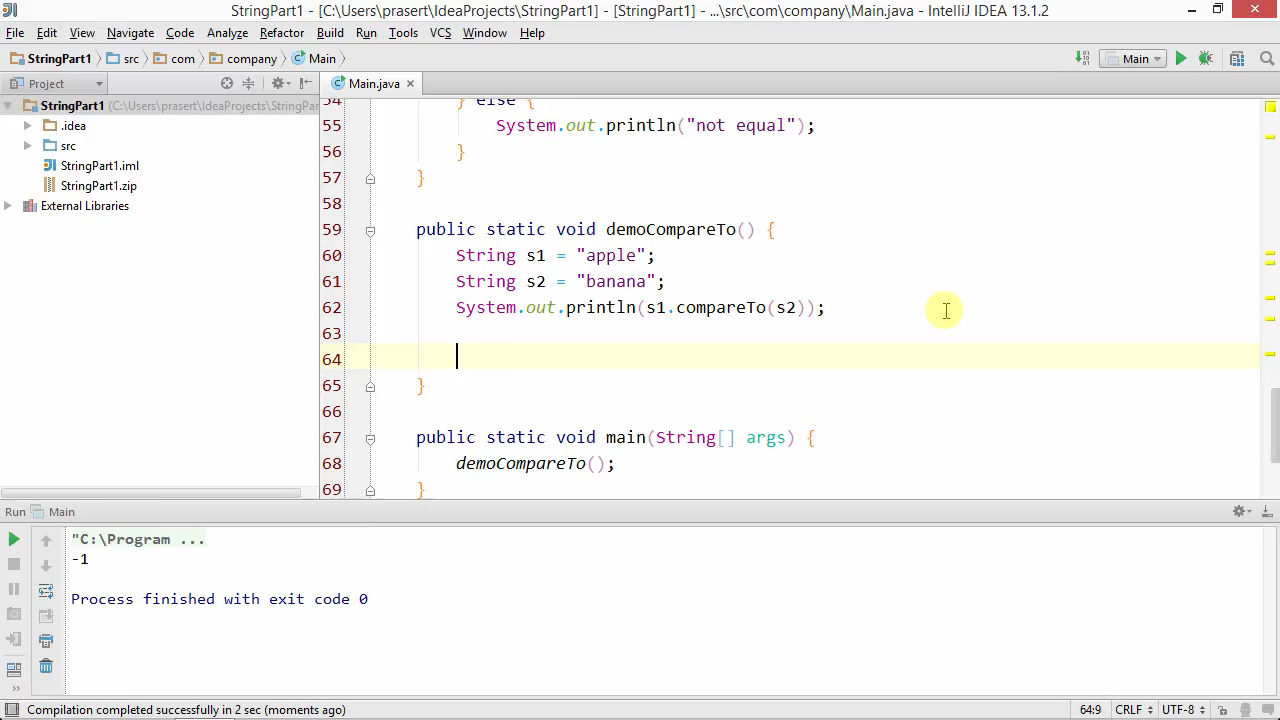 StringPart1 - [C:\Users\prasert\IdeaProjects\StringPart1] - [StringPart1] - ...\src\com\company\Main.java - IntelliJ IDEA 13.1.2
File Edit View Navigate Code Analyze Refactor Build Run Tools VCS Window Help
StringPart1 src com company Main Main
Project Main.java
StringPart1 (C:\Users\prasert\IdeaProjects\StringPar
.idea
src
StringPart1.iml
StringPart1.zip
External Libraries
54 } else {
55 System.out.println("not equal");
56 }
57 }
58
59 public static void demoCompareTo() {
60 String s1 = "apple";
61 String s2 = "banana";
62 System.out.println(s1.compareTo(s2));
63
64
65 }
66
67 public static void main(String[] args) {
68 demoCompareTo();
69 }
Run Main
"C:\Program ...
-1
Process finished with exit code 0
Compilation completed successfully in 2 sec (moments ago) 64:9 CRLF UTF-8